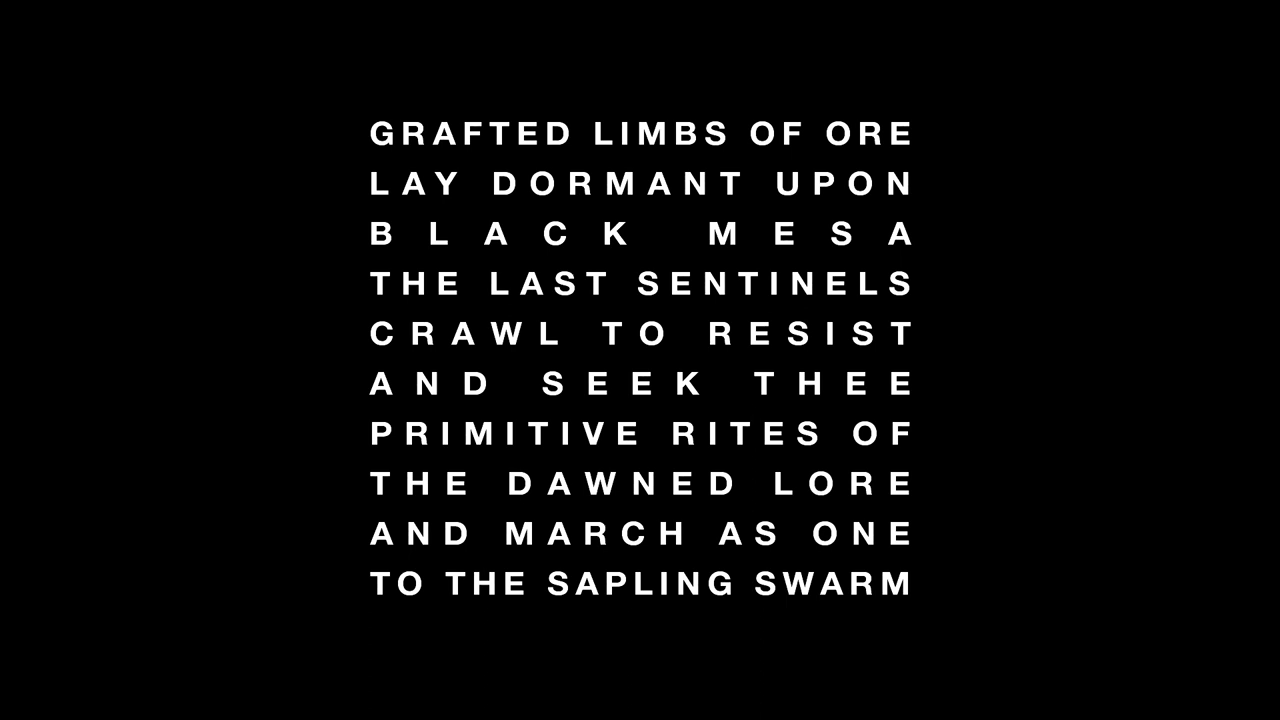 GRAFTED LIMBS OF ORE
LAY DORMANT UPON
BLACK MESA
THE LAST SENTINELS
CRAWL TO RESIST
AND SEEK THEE
PRIMITIVE RITES OF
THE DAWNED LORE
AND MARCH AS ONE
TO THE SAPLING SWARM